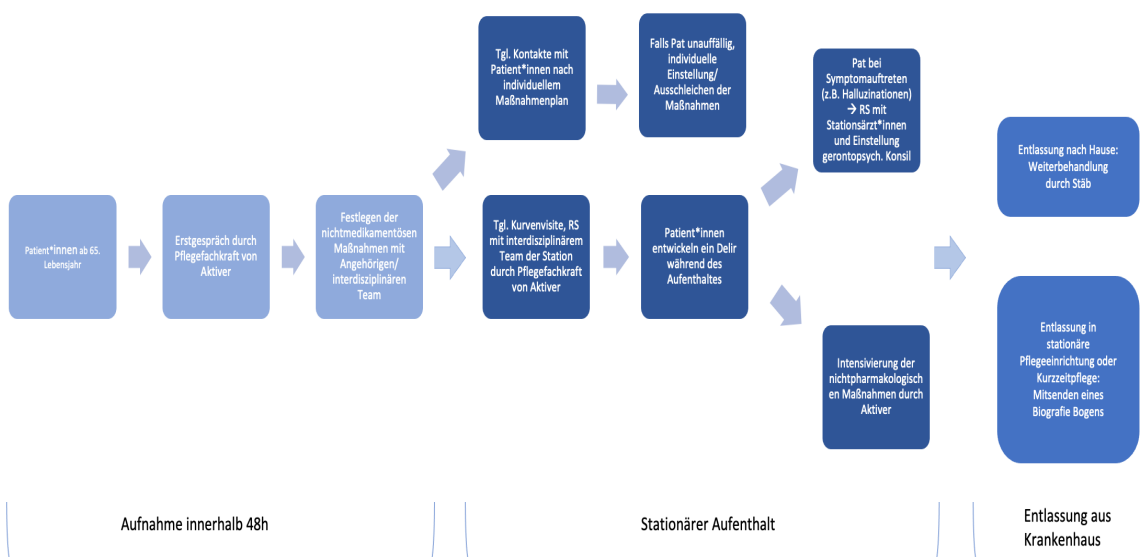 Patient*innen ab 65.
Lebensjahr
Erstgespräch durch
Pflegefachkraft von
Aktiver
Festlegen der
nichtmedikamentösen
Maßnahmen mit
Angehörigen/
interdisziplinären
Team
Tgl. Kontakte mit
Patient*innen nach
individuellem
Maßnahmenplan
Falls Pat unauffällig,
individuelle
Einstellung/
Ausschleichen der
Maßnahmen
Tgl. Kurvenvisite, RS
mit interdisziplinärem
Team der Station
durch Pflegefachkraft
von Aktiver
Patient*innen
entwickeln ein Delir
während des
Aufenthaltes
Pat bei
Symptomauftreten
(z.B. Halluzinationen)
→ RS mit
Stationsärzt*innen
und Einstellung
gerontopsych. Konsil
Intensivierung der
nichtpharmakologisch
en Maßnahmen durch
Aktiver
Entlassung nach Hause:
Weiterbehandlung
durch Stäb
Entlassung in
stationäre
Pflegeeinrichtung oder
Kurzzeitpflege:
Mitsenden eines
Biografie Bogens
Aufnahme innerhalb 48h
Stationärer Aufenthalt
Entlassung aus
Krankenhaus